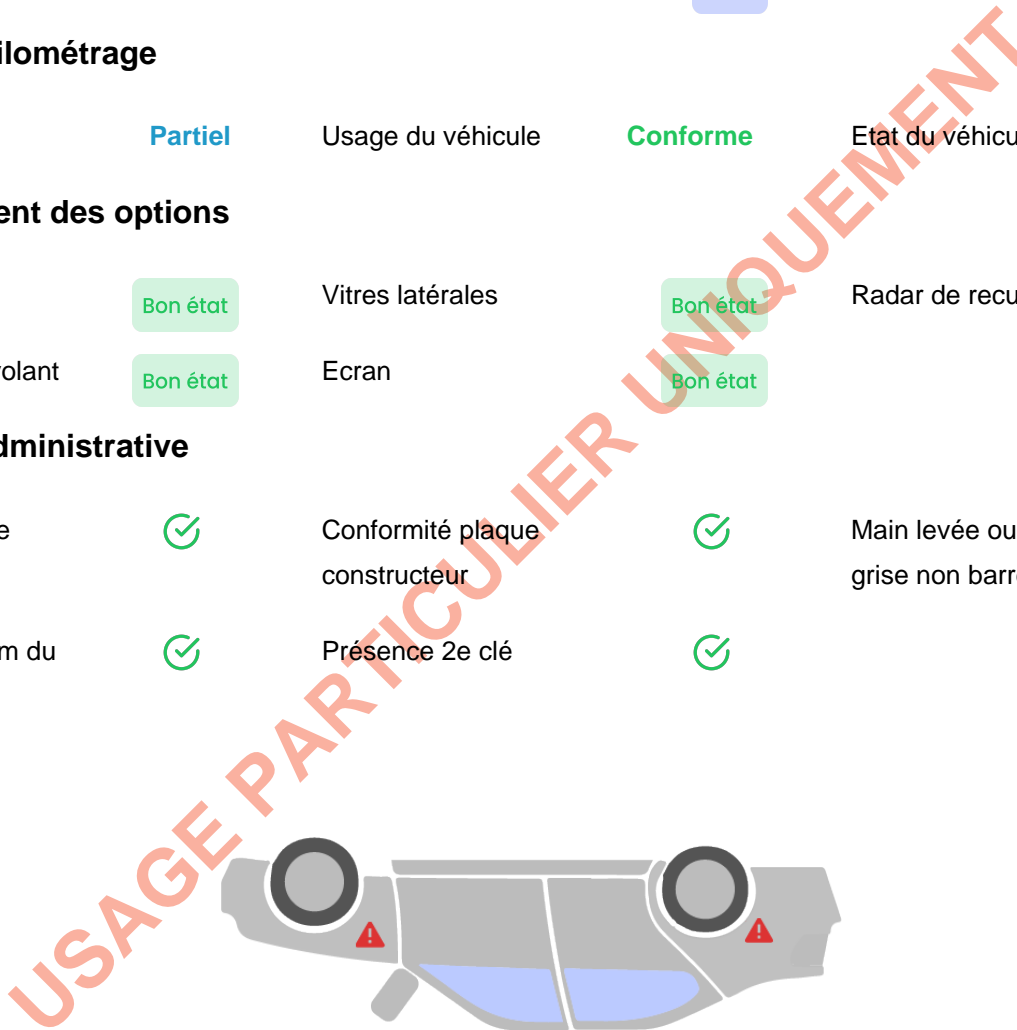 ilométrage
Partiel Usage du véhicule Conforme Etat du véhicu
ent des options
Bon état Vitres latérales Bon état Radar de recu
olant Bon état Ecran Bon état
dministrative
e Conformité plaque Main levée ou
constructeur grise non barr
m du Présence 2e clé
USAGE PARTICULIER UNIQUEMENT